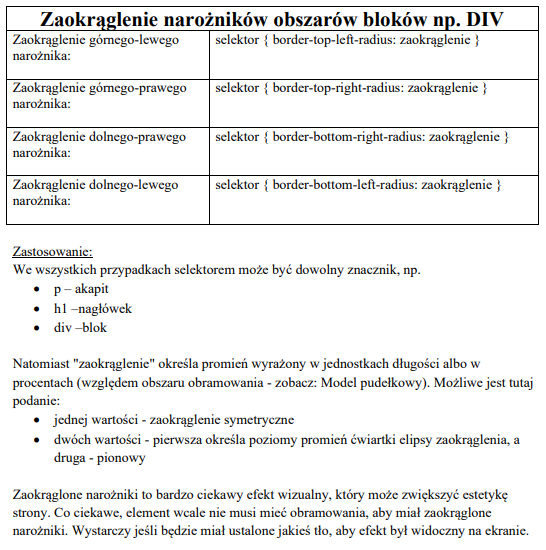 Zaokrąglenie narożników obszarów bloków np. DIV
Zaokrąglenie górnego-lewego narożnika:
selektor { border-top-left-radius: zaokrąglenie }
Zaokrąglenie górnego-prawego narożnika:
selektor { border-top-right-radius: zaokrąglenie }
Zaokrąglenie dolnego-prawego narożnika:
selektor { border-bottom-right-radius: zaokrąglenie }
Zaokrąglenie dolnego-lewego narożnika:
selektor { border-bottom-left-radius: zaokrąglenie }
Zastosowanie:
We wszystkich przypadkach selektorem może być dowolny znacznik, np.
• p – akapit
• h1 –nagłówek
• div –blok
Natomiast "zaokrąglenie" określa promień wyrażony w jednostkach długości albo w
procentach (względem obszaru obramowania - zobacz: Model pudełkowy). Możliwe jest tutaj
podanie:
• jednej wartości - zaokrąglenie symetryczne
• dwóch wartości - pierwsza określa poziomy promień ćwiartki elipsy zaokrąglenia, a
druga - pionowy
Zaokrąglone narożniki to bardzo ciekawy efekt wizualny, który może zwiększyć estetykę
strony. Co ciekawe, element wcale nie musi mieć obramowania, aby miał zaokrąglone
narożniki. Wystarczy jeśli będzie miał ustalone jakieś tło, aby efekt był widoczny na ekranie.